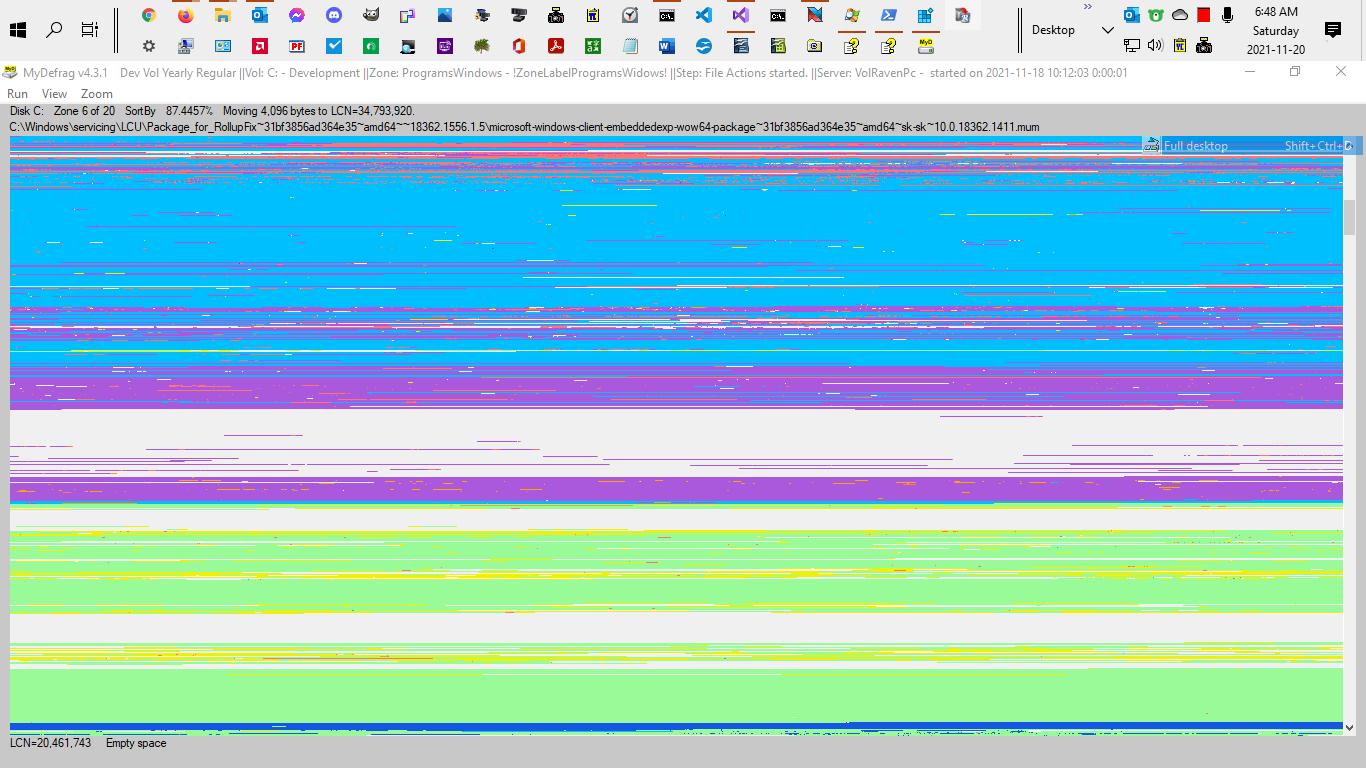 6:48 AM
Desktop
Saturday
2021-11-20
MyDefrag v4.3.1 Dev Vol Yearly Regular ||Vol: C: - Development ||Zone: ProgramsWindows - !ZoneLabelProgramsWidows! ||Step: File Actions started. ||Server: VolRavenPc - started on 2021-11-18 10:12:03 0:00:01
Run View Zoom
Disk C: Zone 6 of 20 SortBy 87.4457% Moving 4,096 bytes to LCN=34,793,920.
C:\Windows\servicing\LCU\Package_for_RollupFix~31bf3856ad364e35~amd64~~18362.1556.1.5\microsoft-windows-client-embeddedexp-wow64-package~31bf3856ad364e35~amd64~sk-sk~10.0.18362.1411.mum
Full desktop Shift+Ctrl+D
LCN=20,461,743 Empty space